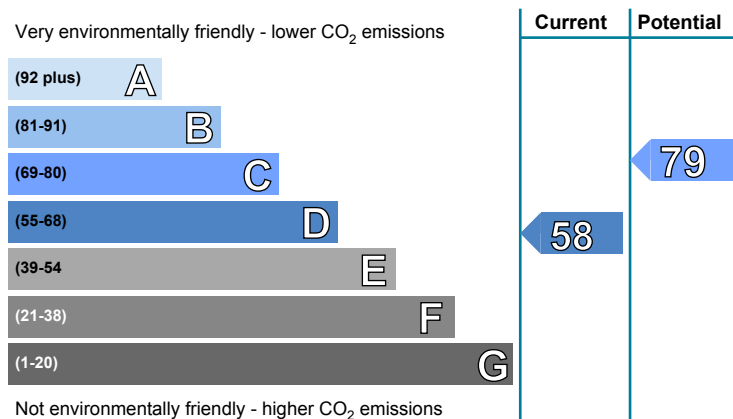 Very environmentally friendly - lower CO₂ emissions
Current
Potential
(92 plus) A
(81-91) B
(69-80) C
79
(55-68) D
58
(39-54 E
(21-38) F
(1-20) G
Not environmentally friendly - higher CO₂ emissions